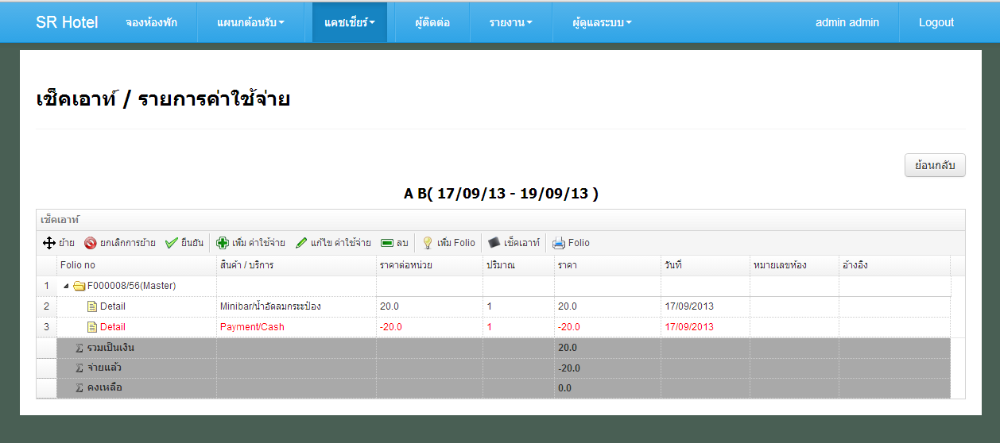 SR Hotel จองห้องพัก แผนกต้อนรับ แคชเชียร์ ผู้ติดต่อ รายงาน ผู้ดูแลระบบ admin admin Logout
เช็คเอาท์ / รายการค่าใช้จ่าย
ย้อนกลับ
A B( 17/09/13 - 19/09/13 )
เช็คเอาท์
ย้าย ยกเลิกการย้าย ยืนยัน เพิ่ม ค่าใช้จ่าย แก้ไข ค่าใช้จ่าย ลบ เพิ่ม Folio เช็คเอาท์ Folio
Folio no สินค้า / บริการ ราคาต่อหน่วย ปริมาณ ราคา วันที่ หมายเลขห้อง อ้างอิง
1 F000008/56(Master)
2 Detail Minibar/น้ำอัดลมกระป๋อง 20.0 1 20.0 17/09/2013
3 Detail Payment/Cash -20.0 1 -20.0 17/09/2013
Σ รวมเป็นเงิน 20.0
Σ จ่ายแล้ว -20.0
Σ คงเหลือ 0.0